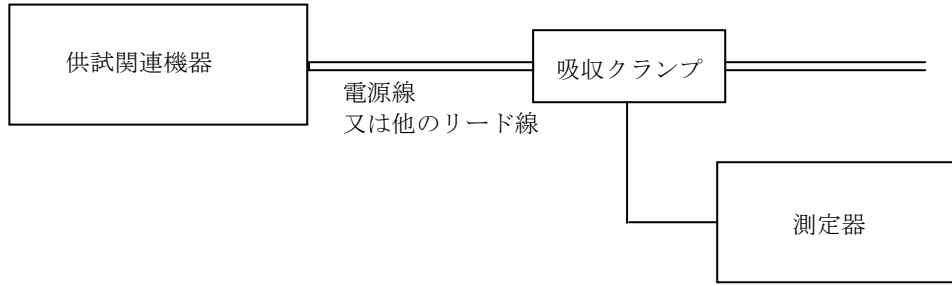 供試関連機器
吸収クランプ
電源線
又は他のリード線
測定器